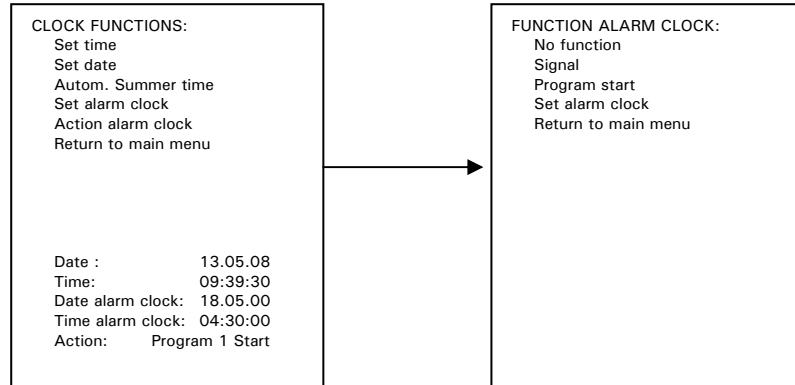 CLOCK FUNCTIONS:
Set time
Set date
Autom. Summer time
Set alarm clock
Action alarm clock
Return to main menu
Date : 13.05.08
Time: 09:39:30
Date alarm clock: 18.05.00
Time alarm clock: 04:30:00
Action: Program 1 Start
FUNCTION ALARM CLOCK:
No function
Signal
Program start
Set alarm clock
Return to main menu